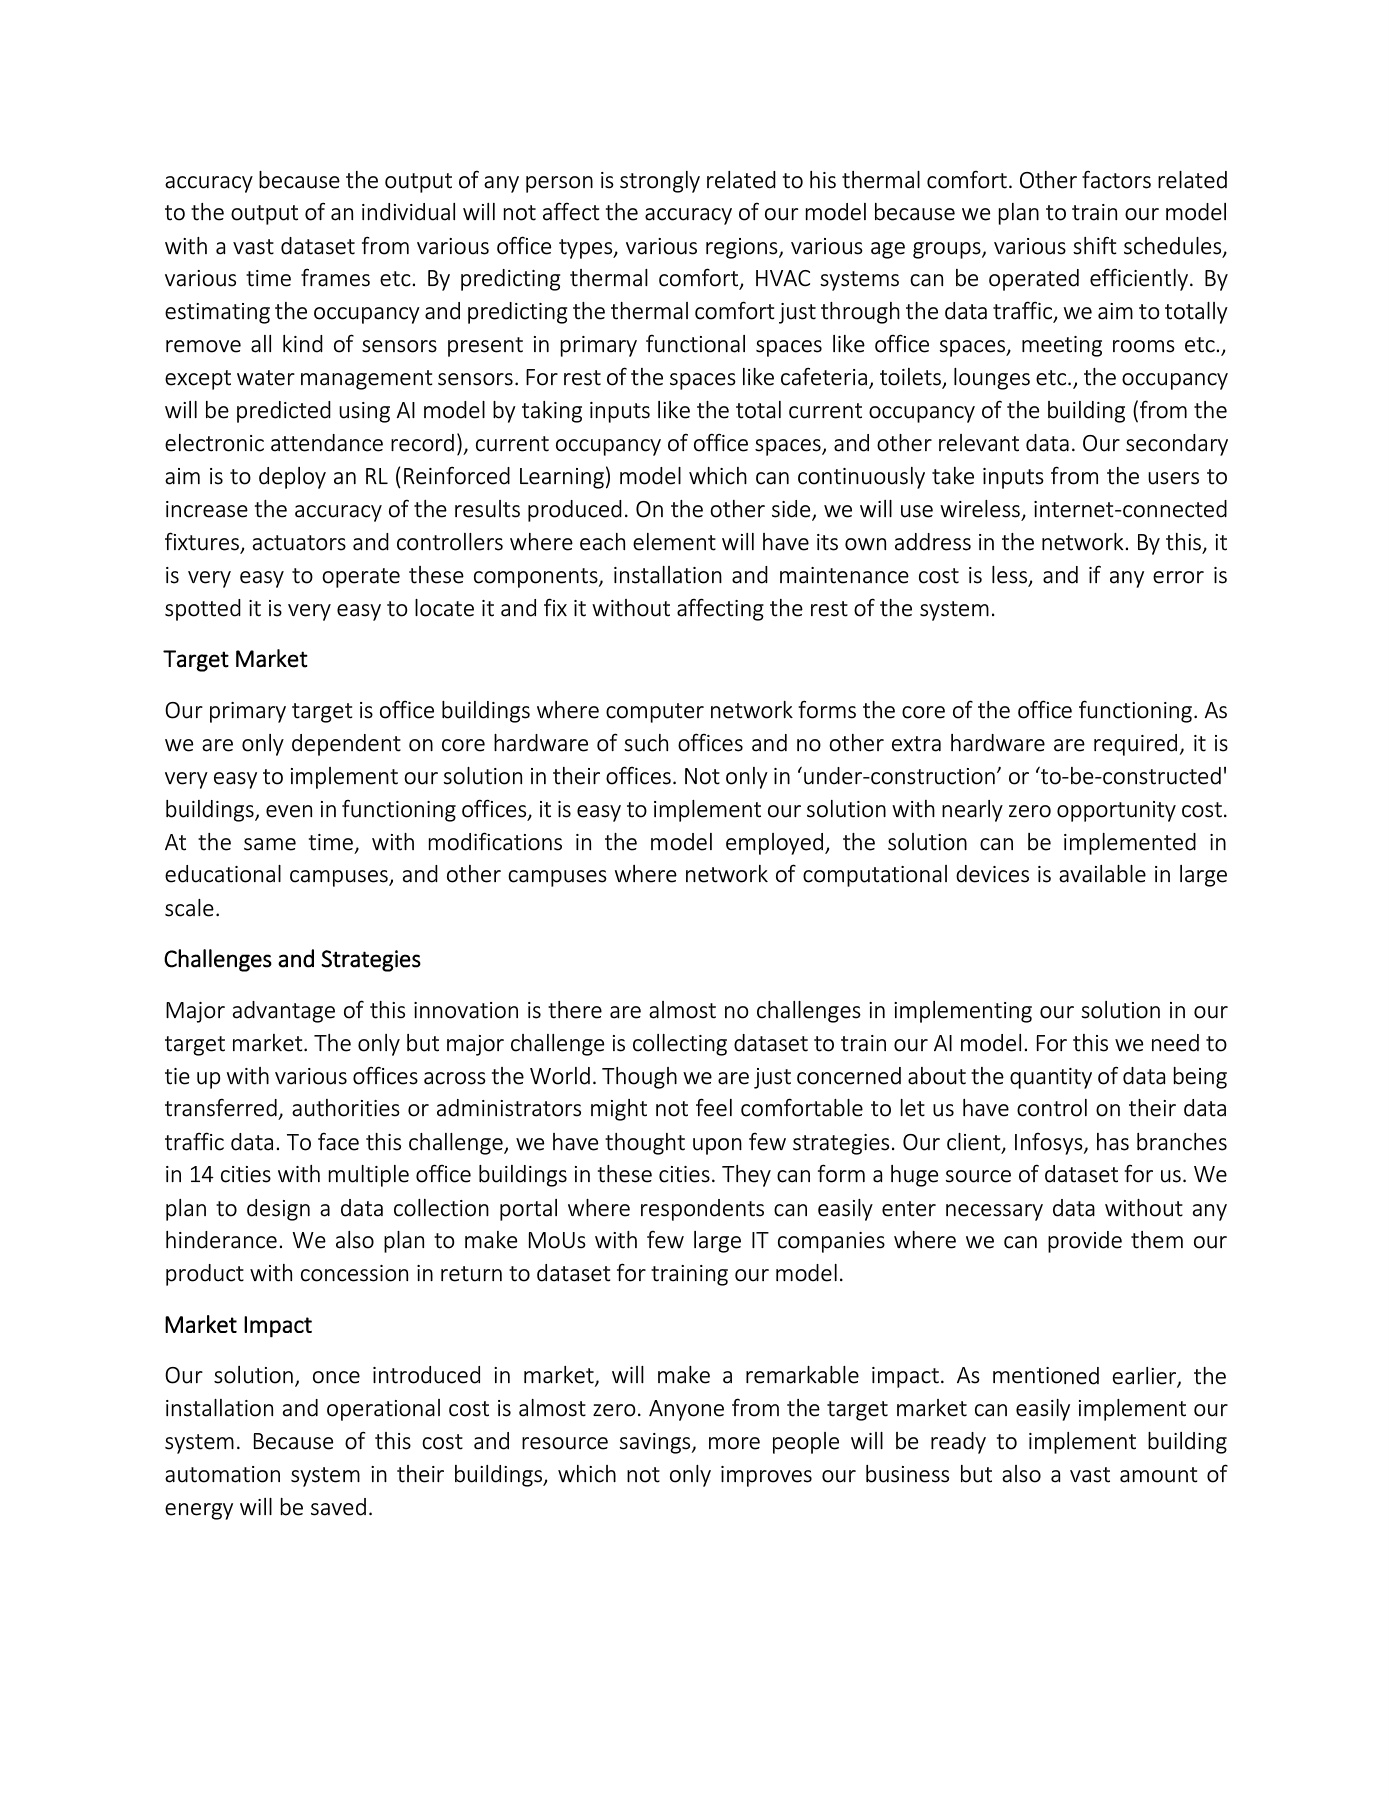 accuracy because the output of any person is strongly related to his thermal comfort. Other factors related
to the output of an individual will not affect the accuracy of our model because we plan to train our model
with a vast dataset from various office types, various regions, various age groups, various shift schedules,
various time frames etc. By predicting thermal comfort, HVAC systems can be operated efficiently. By
estimating the occupancy and predicting the thermal comfort just through the data traffic, we aim to totally
remove all kind of sensors present in primary functional spaces like office spaces, meeting rooms etc.,
except water management sensors. For rest of the spaces like cafeteria, toilets, lounges etc., the occupancy
will be predicted using AI model by taking inputs like the total current occupancy of the building (from the
electronic attendance record), current occupancy of office spaces, and other relevant data. Our secondary
aim is to deploy an RL (Reinforced Learning) model which can continuously take inputs from the users to
increase the accuracy of the results produced. On the other side, we will use wireless, internet-connected
fixtures, actuators and controllers where each element will have its own address in the network. By this, it
is very easy to operate these components, installation and maintenance cost is less, and if any error is
spotted it is very easy to locate it and fix it without affecting the rest of the system.
Target Market
Our primary target is office buildings where computer network forms the core of the office functioning. As
we are only dependent on core hardware of such offices and no other extra hardware are required, it is
very easy to implement our solution in their offices. Not only in ‘under-construction’ or ‘to-be-constructed'
buildings, even in functioning offices, it is easy to implement our solution with nearly zero opportunity cost.
At the same time, with modifications in the model employed, the solution can be implemented in
educational campuses, and other campuses where network of computational devices is available in large
scale.
Challenges and Strategies
Major advantage of this innovation is there are almost no challenges in implementing our solution in our
target market. The only but major challenge is collecting dataset to train our AI model. For this we need to
tie up with various offices across the World. Though we are just concerned about the quantity of data being
transferred, authorities or administrators might not feel comfortable to let us have control on their data
traffic data. To face this challenge, we have thought upon few strategies. Our client, Infosys, has branches
in 14 cities with multiple office buildings in these cities. They can form a huge source of dataset for us. We
plan to design a data collection portal where respondents can easily enter necessary data without any
hinderance. We also plan to make MoUs with few large IT companies where we can provide them our
product with concession in return to dataset for training our model.
Market Impact
Our solution, once introduced in market, will make a remarkable impact. As mentioned earlier, the
installation and operational cost is almost zero. Anyone from the target market can easily implement our
system. Because of this cost and resource savings, more people will be ready to implement building
automation system in their buildings, which not only improves our business but also a vast amount of
energy will be saved.